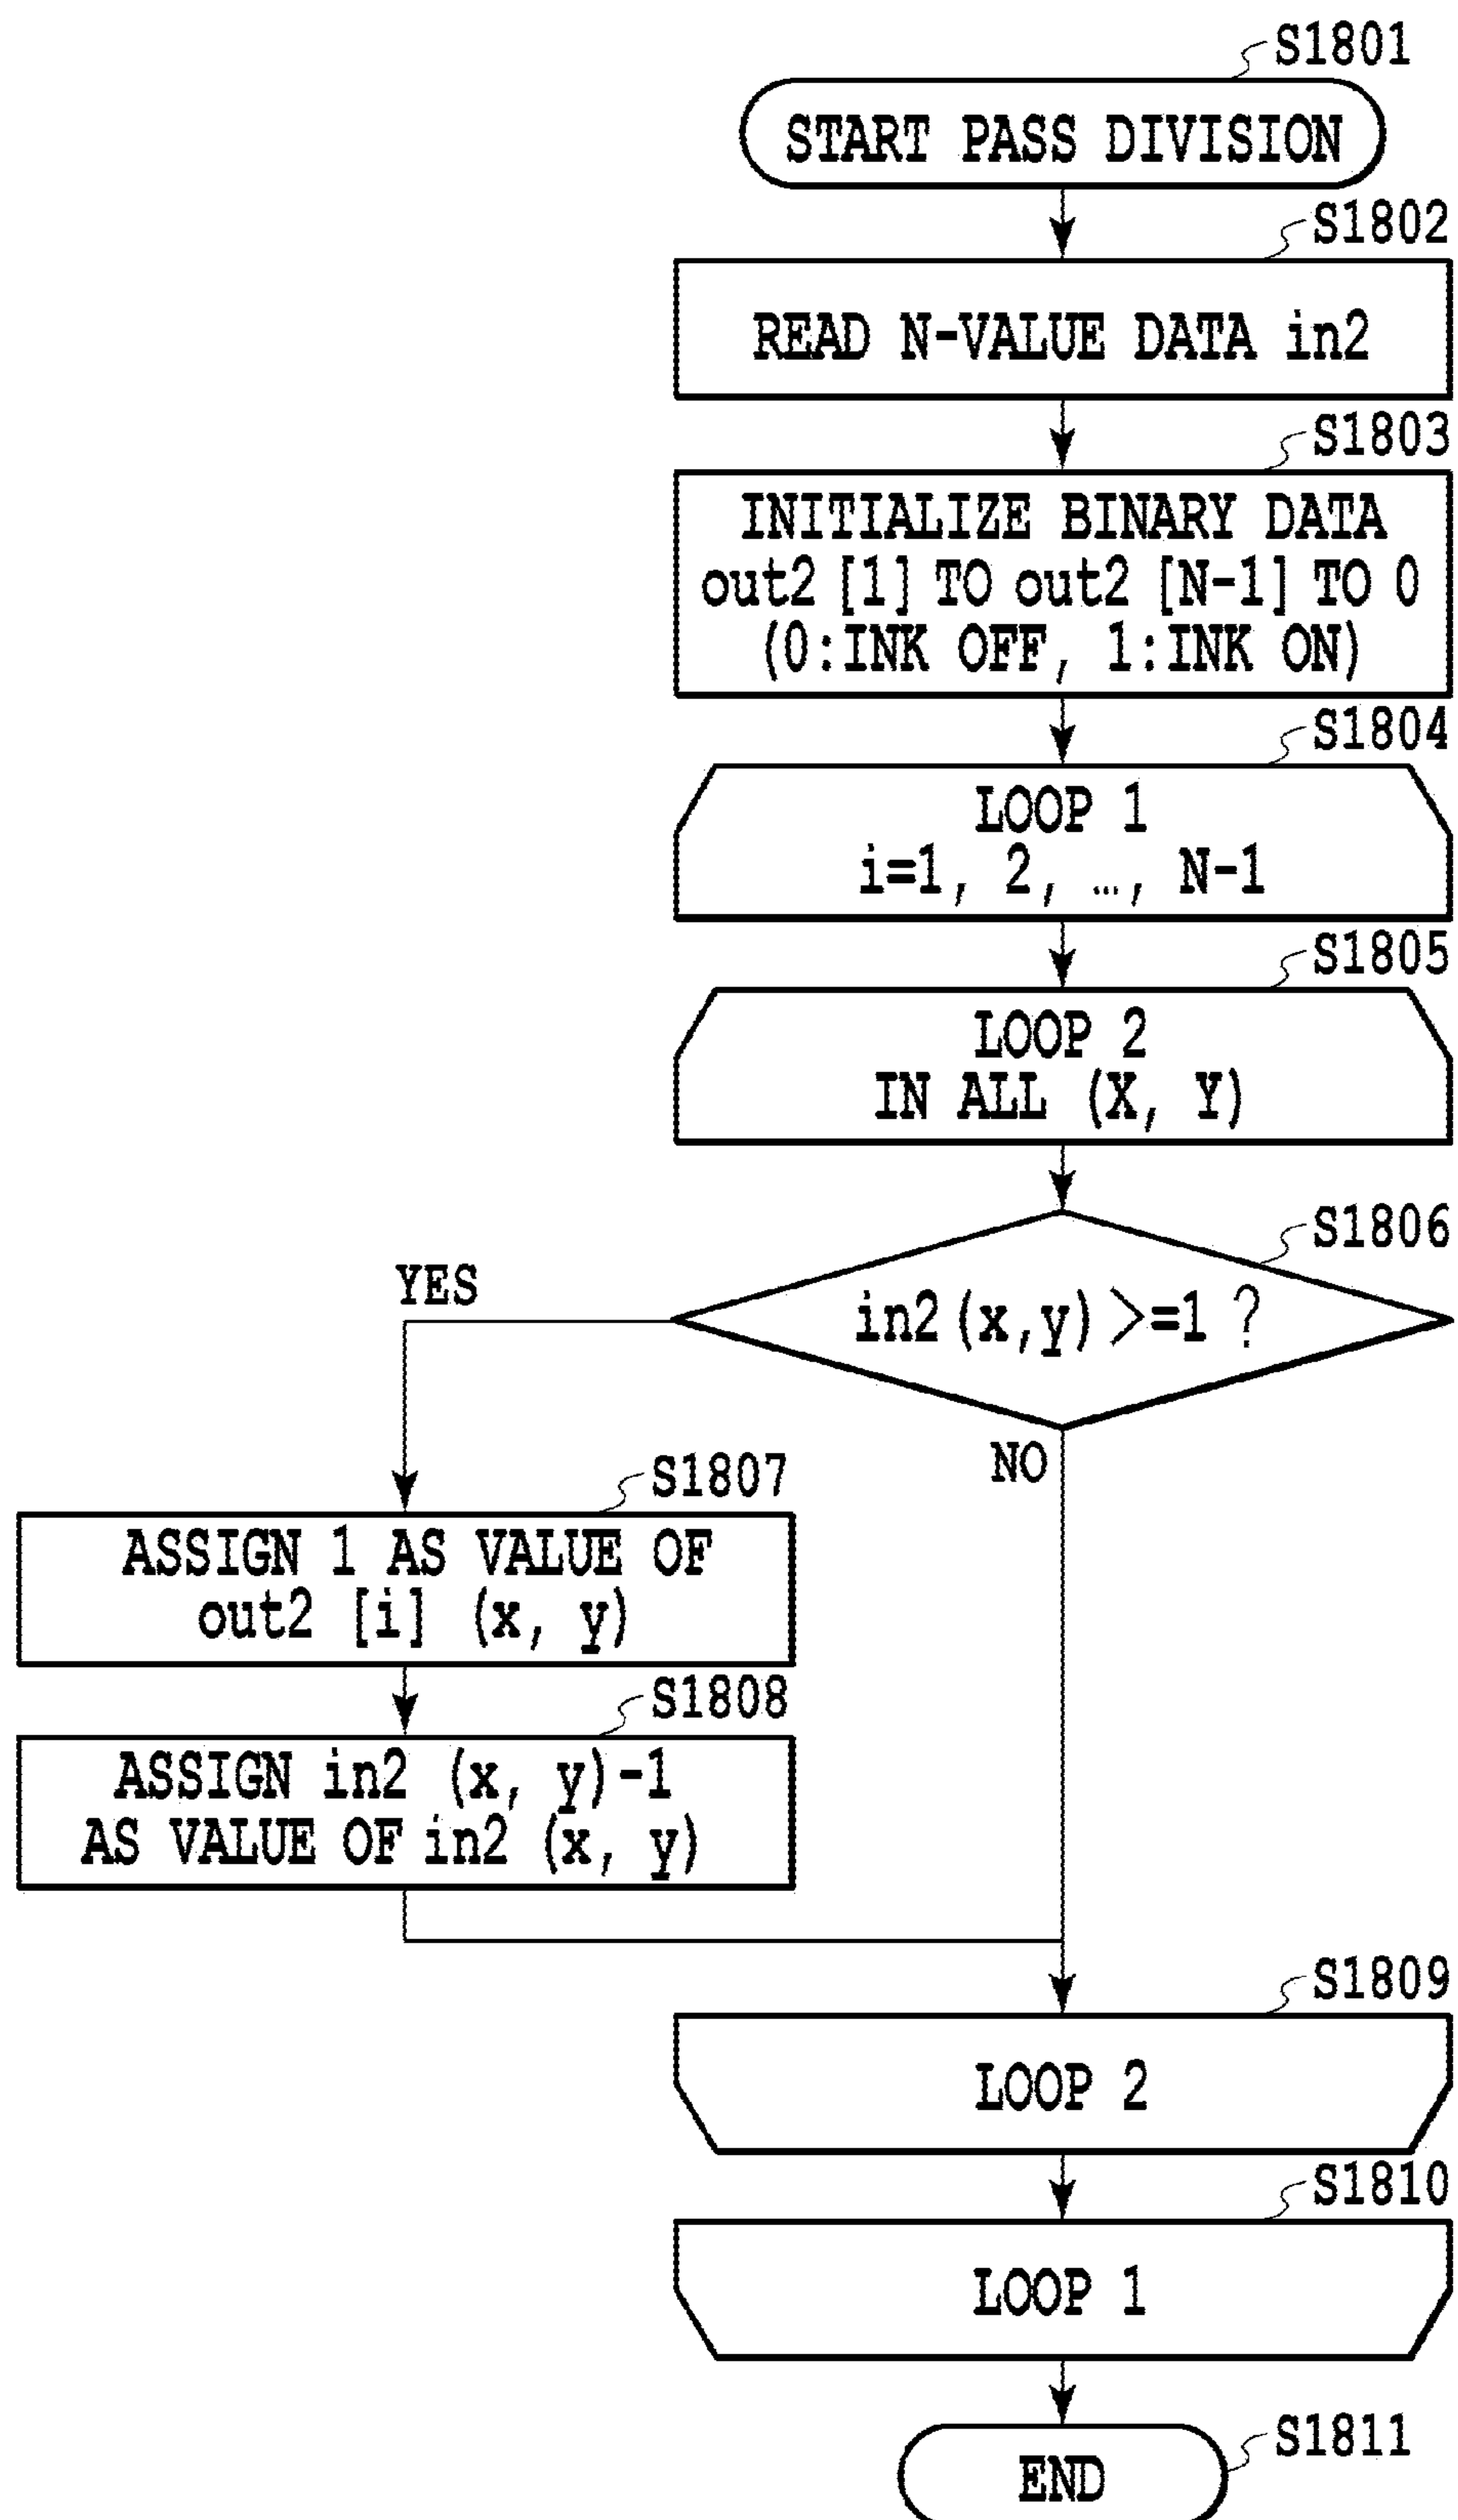 S1801
START PASS DIVISION
S1802
READ N-VALUE DATA in2
S1803
INITIALIZE BINARY DATA
out2 [1] TO out2 [N-1] TO 0
(0:INK OFF, 1:INK ON)
S1804
LOOP 1
i=1, 2, …, N-1
S1805
LOOP 2
IN ALL (X, Y)
S1806
in2(x,y)>=1 ?
YES
NO
S1807
ASSIGN 1 AS VALUE OF
out2 [i] (x, y)
S1808
ASSIGN in2 (x, y)-1
AS VALUE OF in2 (x, y)
S1809
LOOP 2
S1810
LOOP 1
S1811
END